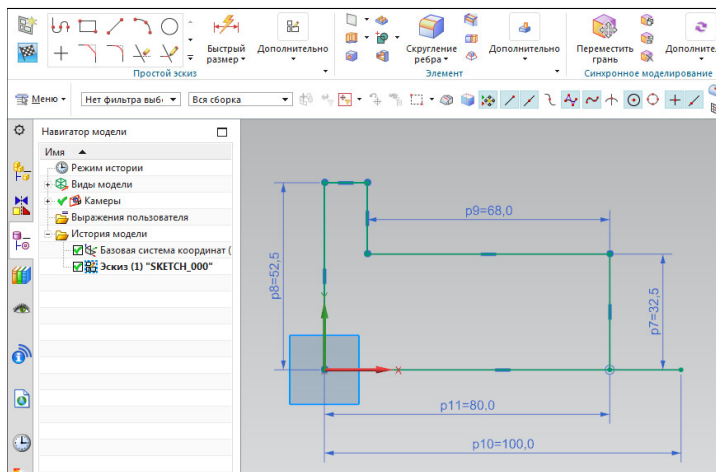 Быстрый
размер
Дополнительно
Скругление
ребра
Дополнительно
Переместить
грань
Простой эскиз
Элемент
Синхронное моделирование
Меню
Нет фильтра выб
Вся сборка
Навигатор модели
Имя
Режим истории
Виды модели
Камеры
Выражения пользователя
История модели
Базовая система координат (
Эскиз (1) "SKETCH_000"
p9=68,0
p8=52,5
p7=32,5
X
p11=80,0
p10=100,0